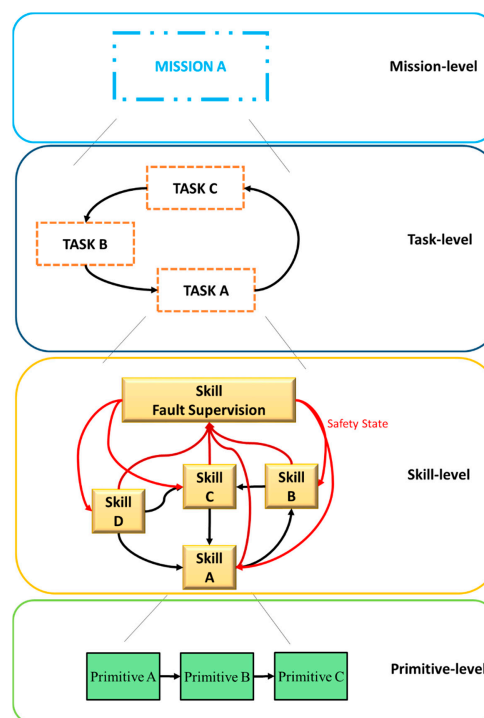 MISSION A
Mission-level
TASK C
TASK B
TASK A
Task-level
Skill
Fault Supervision
Safety State
Skill
C
Skill
B
Skill
D
Skill
A
Skill-level
Primitive A
Primitive B
Primitive C
Primitive-level